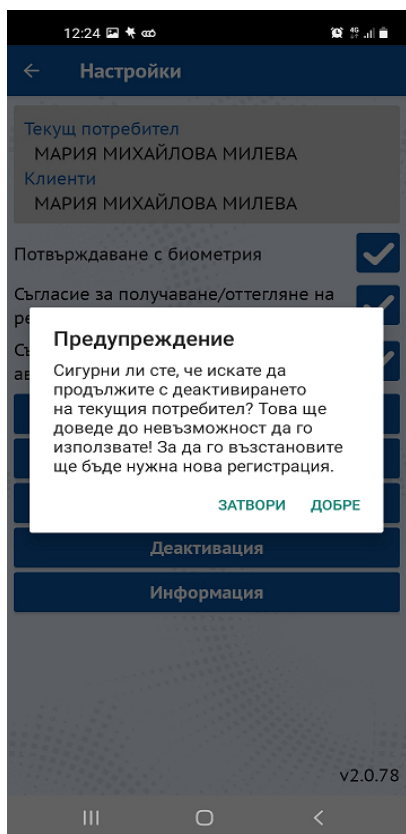 12:24
4G
Настройки
Текущ потребител
МАРИЯ МИХАЙЛОВА МИЛЕВА
Клиенти
МАРИЯ МИХАЙЛОВА МИЛЕВА
Потвърждаване с биометрия
Съгласие за получаване/оттегляне на
Предупреждение
Сигурни ли сте, че искате да
продължите с деактивирането
на текущия потребител? Това ще
доведе до невъзможност да го
използвате! За да го възстановите
ще бъде нужна нова регистрация.
ЗАТВОРИ ДОБРЕ
Деактивация
Информация
v2.0.78